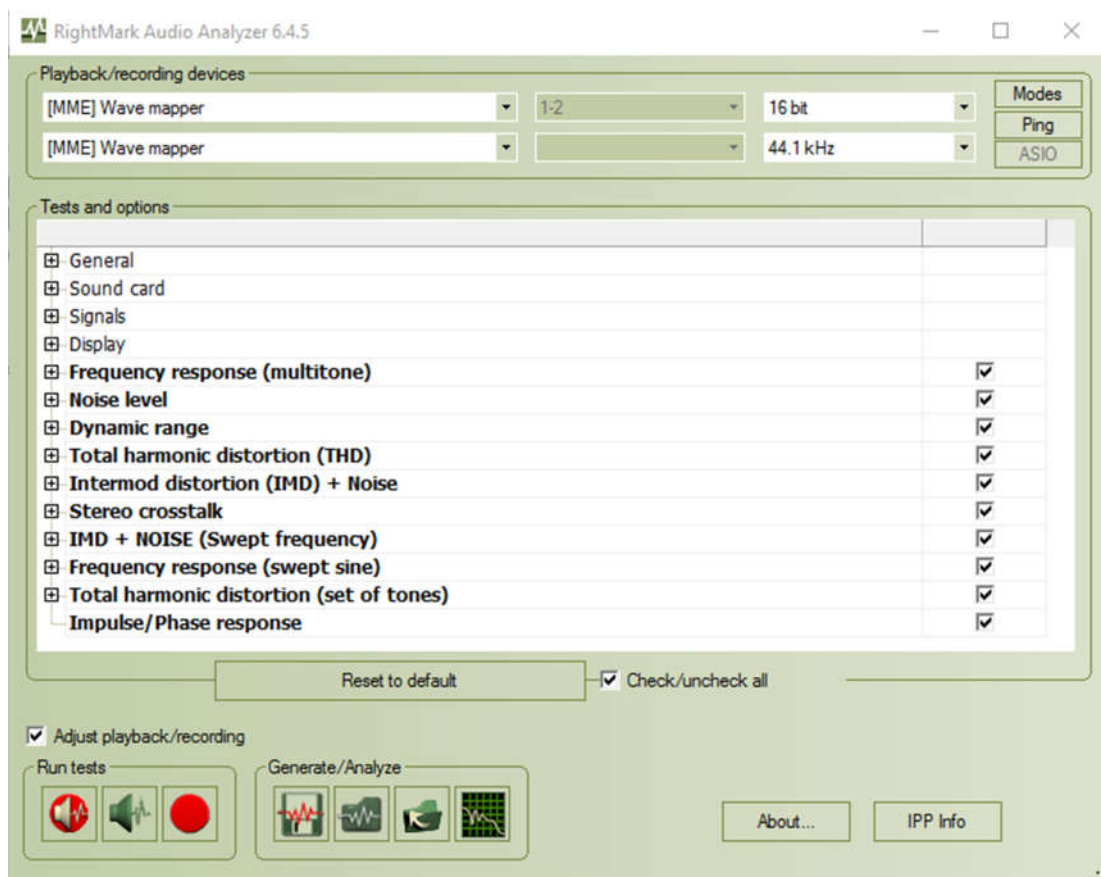 RightMark Audio Analyzer 6.4.5
Playback/recording devices
[MME] Wave mapper 1-2 16 bit Modes
Ping
[MME] Wave mapper 44.1 kHz ASIO
Tests and options
General
Sound card
Signals
Display
Frequency response (multitone)
Noise level
Dynamic range
Total harmonic distortion (THD)
Intermod distortion (IMD) + Noise
Stereo crosstalk
IMD + NOISE (Swept frequency)
Frequency response (swept sine)
Total harmonic distortion (set of tones)
Impulse/Phase response
Reset to default Check/uncheck all
Adjust playback/recording
Run tests Generate/Analyze
About... IPP Info